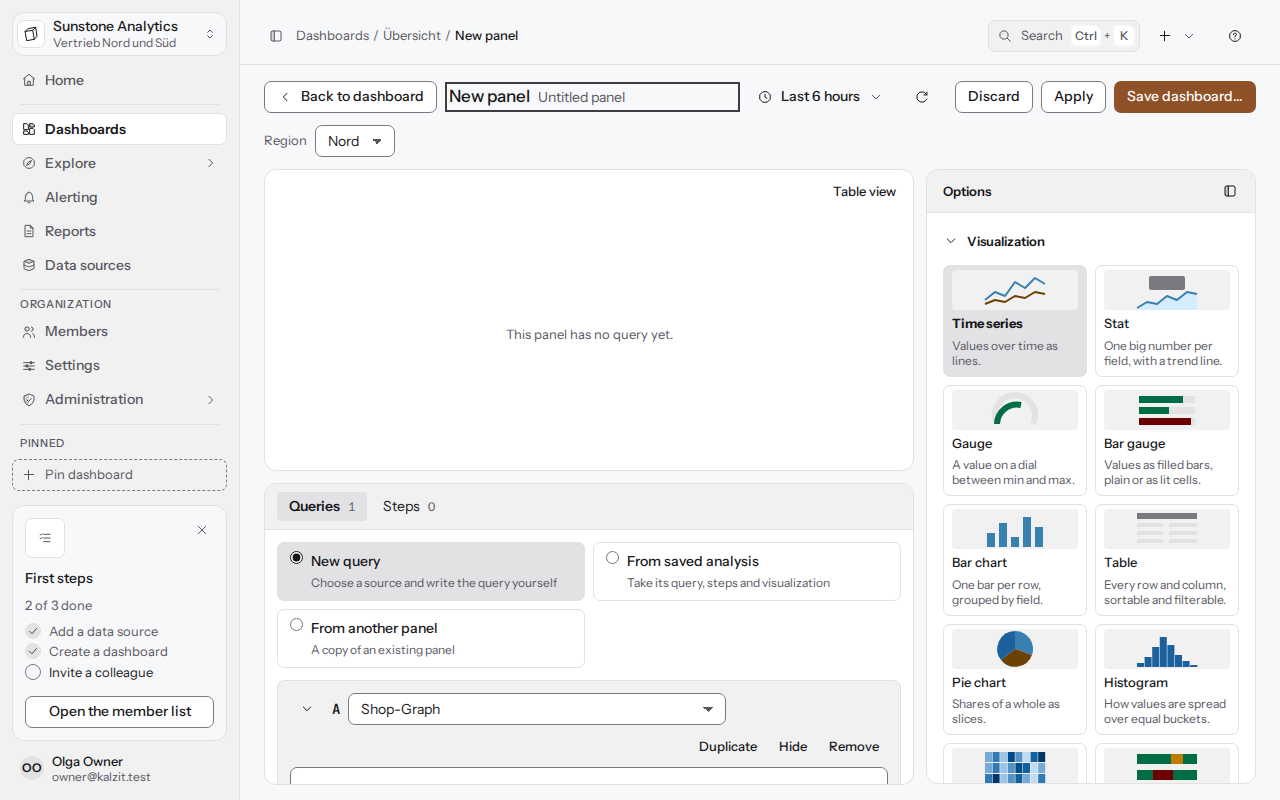 Sunstone Analytics
Vertrieb Nord und Süd
Home
Dashboards
Explore
Alerting
Reports
Data sources
ORGANIZATION
Members
Settings
Administration
PINNED
Pin dashboard
First steps
2 of 3 done
Add a data source
Create a dashboard
Invite a colleague
Open the member list
OO
Olga Owner
owner@kalzit.test
Dashboards / Übersicht / New panel
Search Ctrl + K
Back to dashboard
New panel Untitled panel
Last 6 hours
Discard
Apply
Save dashboard...
Region
Nord
Table view
This panel has no query yet.
Queries 1
Steps 0
New query
Choose a source and write the query yourself
From saved analysis
Take its query, steps and visualization
From another panel
A copy of an existing panel
A
Shop-Graph
Duplicate
Hide
Remove
Options
Visualization
Time series
Values over time as
lines.
Stat
One big number per
field, with a trend line.
Gauge
A value on a dial
between min and max.
Bar gauge
Values as filled bars,
plain or as lit cells.
Bar chart
One bar per row,
grouped by field.
Table
Every row and column,
sortable and filterable.
Pie chart
Shares of a whole as
slices.
Histogram
How values are spread
over equal buckets.